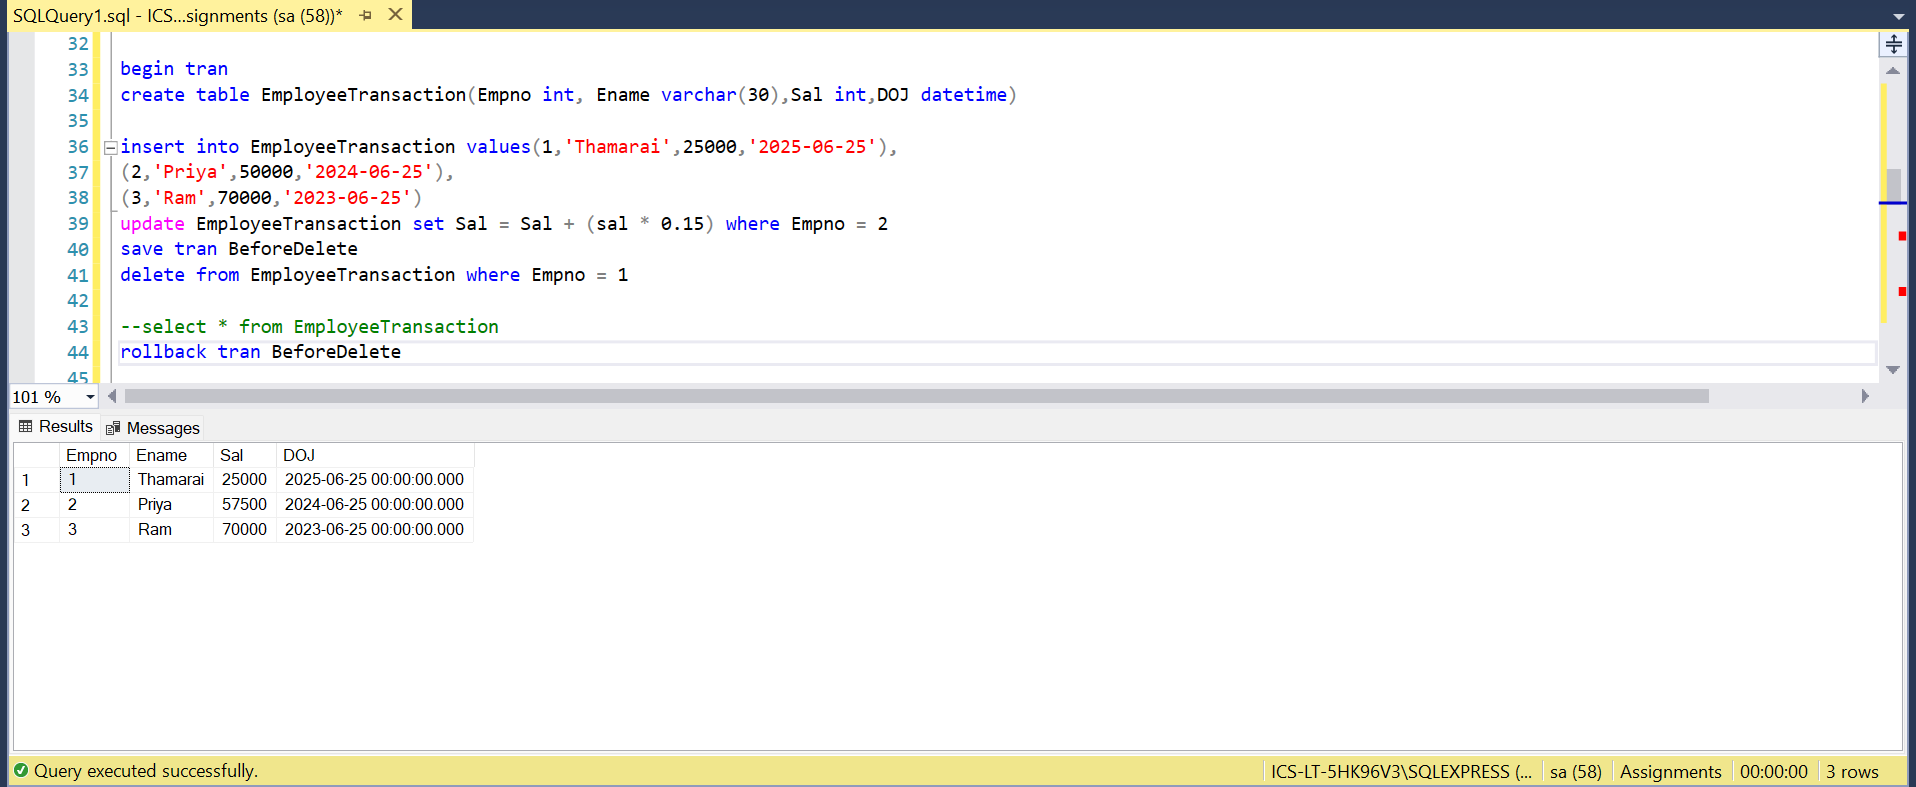 SQLQuery1.sql - ICS...signments (sa (58))*
32
33 begin tran
34 create table EmployeeTransaction(Empno int, Ename varchar(30),Sal int,DOJ datetime)
35
36 insert into EmployeeTransaction values(1,'Thamarai',25000,'2025-06-25'),
37 (2,'Priya',50000,'2024-06-25'),
38 (3,'Ram',70000,'2023-06-25')
39 update EmployeeTransaction set Sal = Sal + (sal * 0.15) where Empno = 2
40 save tran BeforeDelete
41 delete from EmployeeTransaction where Empno = 1
42
43 --select * from EmployeeTransaction
44 rollback tran BeforeDelete
45
101 %
Results Messages
Empno Ename Sal DOJ
1 1 Thamarai 25000 2025-06-25 00:00:00.000
2 2 Priya 57500 2024-06-25 00:00:00.000
3 3 Ram 70000 2023-06-25 00:00:00.000
Query executed successfully. ICS-LT-5HK96V3\SQLEXPRESS (... sa (58) Assignments 00:00:00 3 rows